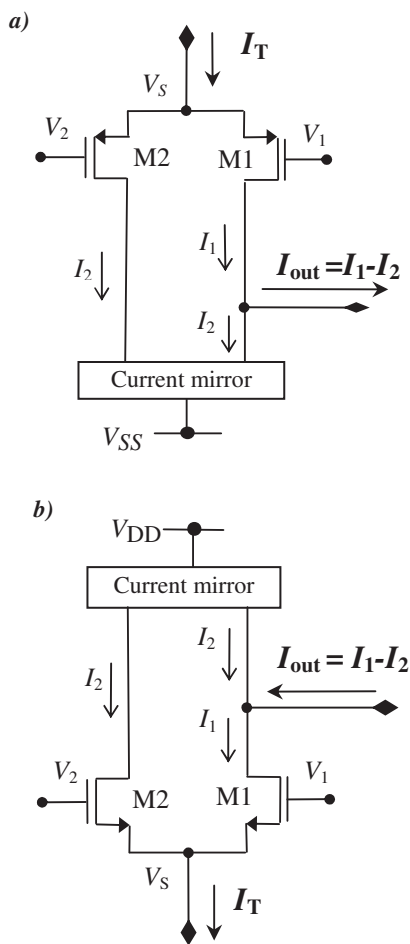 a)
I_T
V_S
V_2
M2
M1
V_1
I_2
I_1
I_out =I_1-I_2
I_2
Current mirror
V_SS
b)
V_DD
Current mirror
I_2
I_2
I_out = I_1-I_2
I_1
V_2
M2
M1
V_1
V_S
I_T